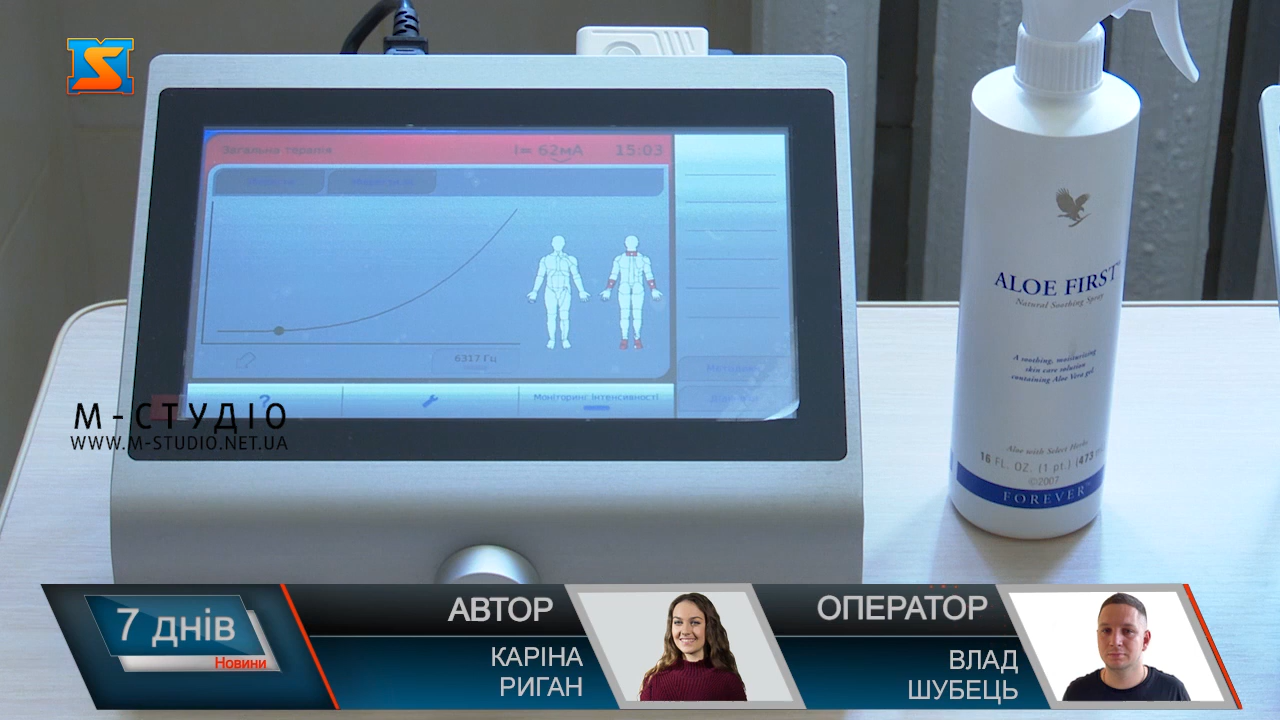 Загальна терапія
I= 62мА
15:03
6317 Гц
?
Моніторинг Інтенсивності
ALOE FIRST
Natural Soothing Spray
A soothing, moisturizing
skin care solution
containing Aloe Vera gel
Aloe with Select Herbs
16 FL. OZ. (1 pt.) (473
©2007
FOREVER™
М-СТУДІО
WWW.M-STUDIO.NET.UA
7 днів
Новини
АВТОР
КАРІНА
РИГАН
ОПЕРАТОР
ВЛАД
ШУБЕЦЬ